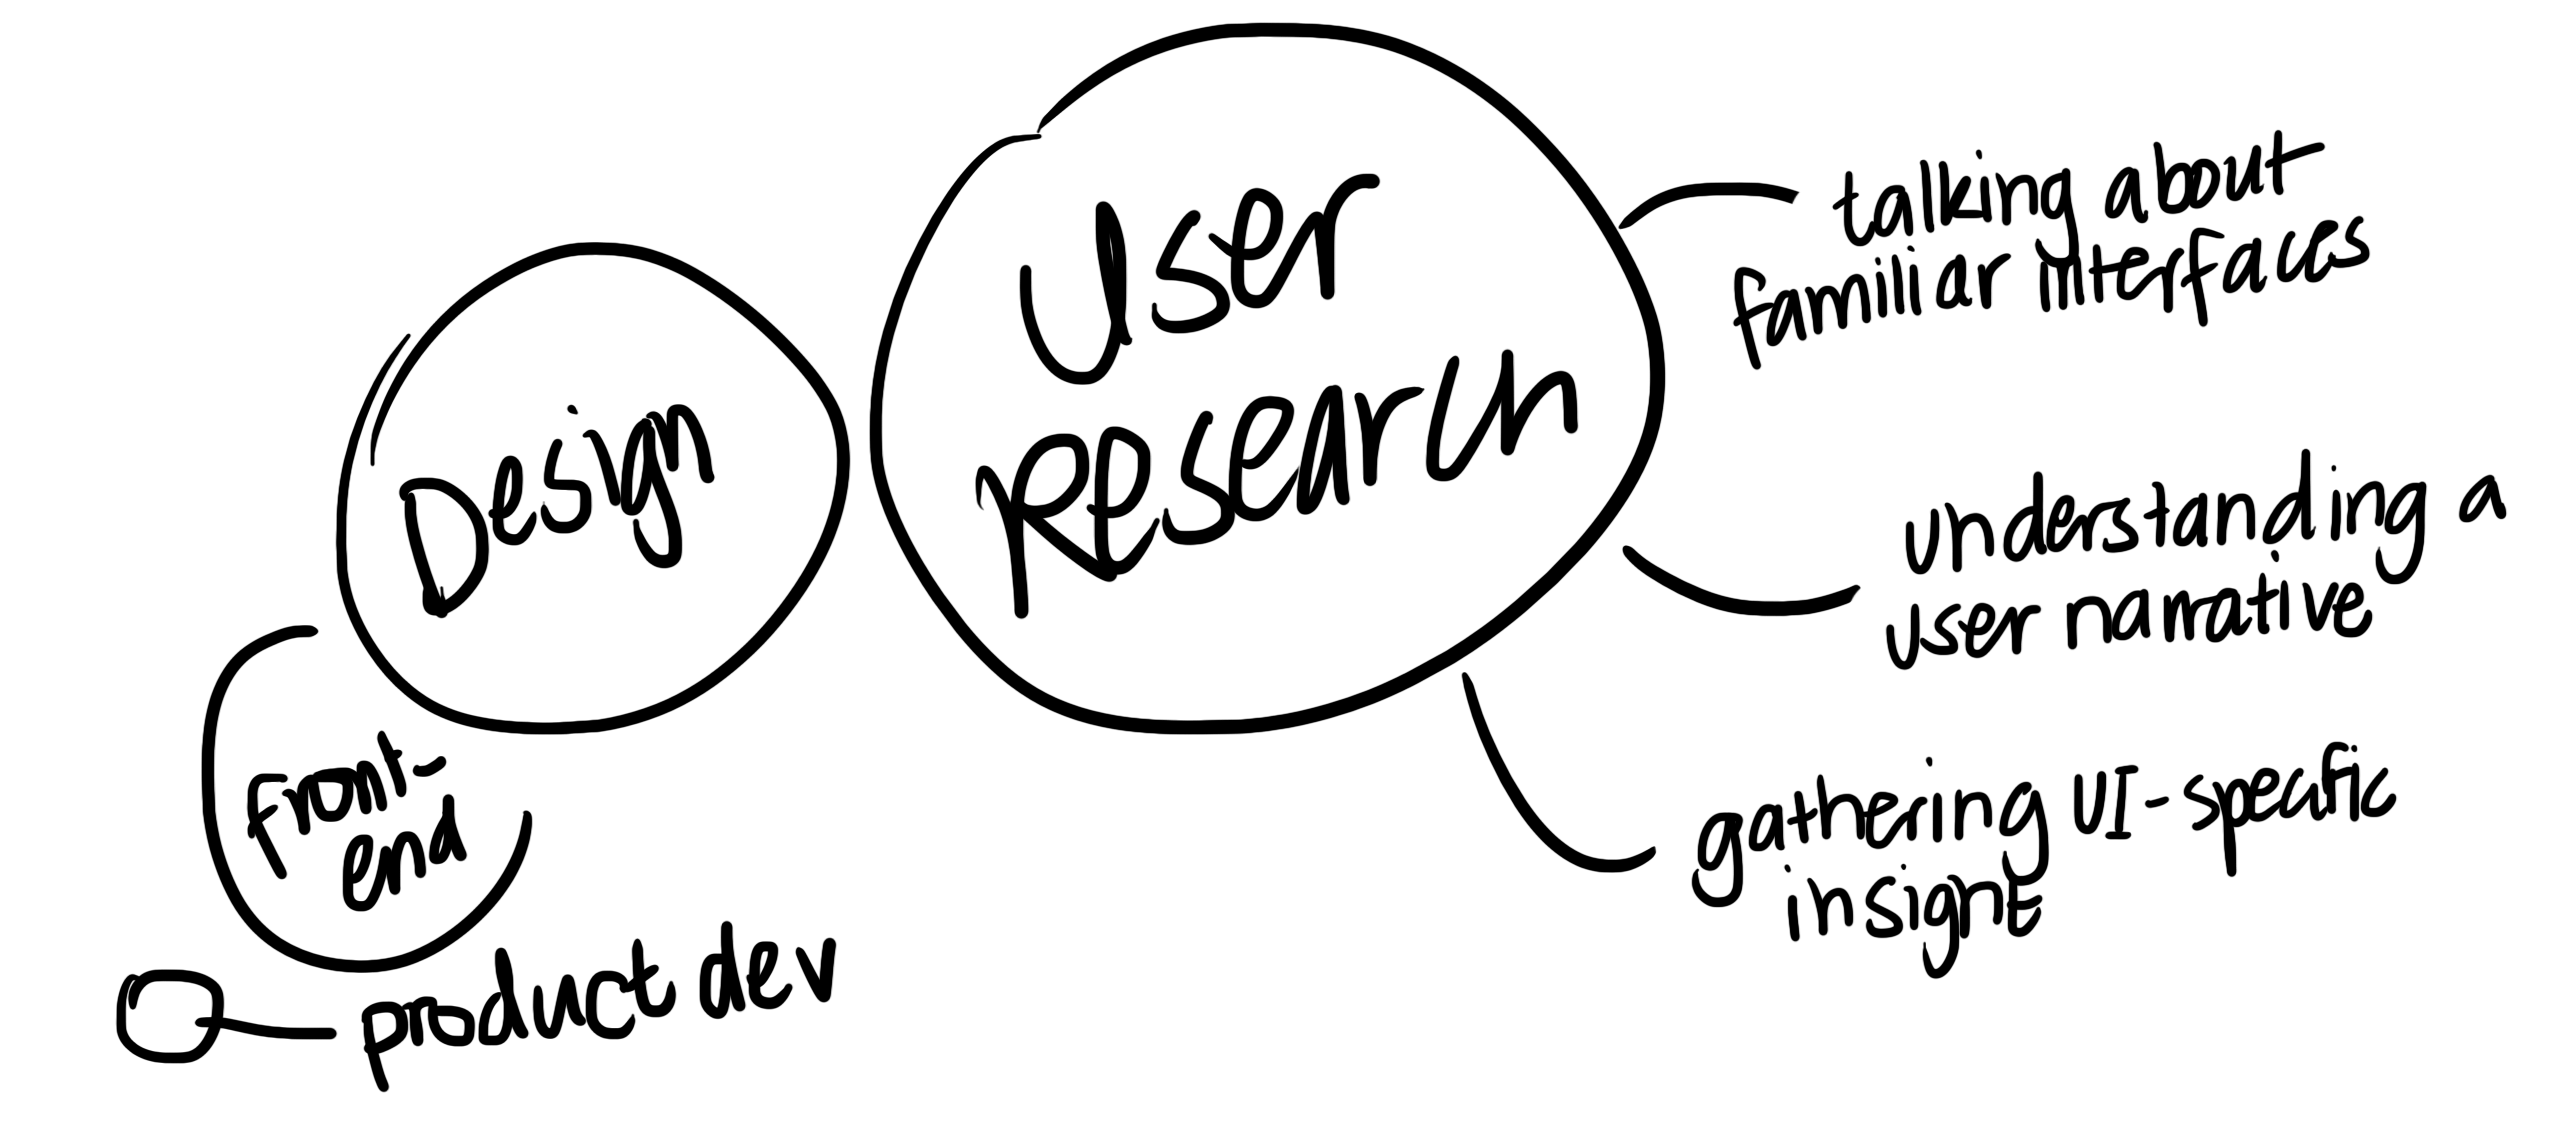 User
Research
Design
front-
end
product dev
talking about
familiar interfaces
understanding a
user narrative
gathering UI-specific
insight